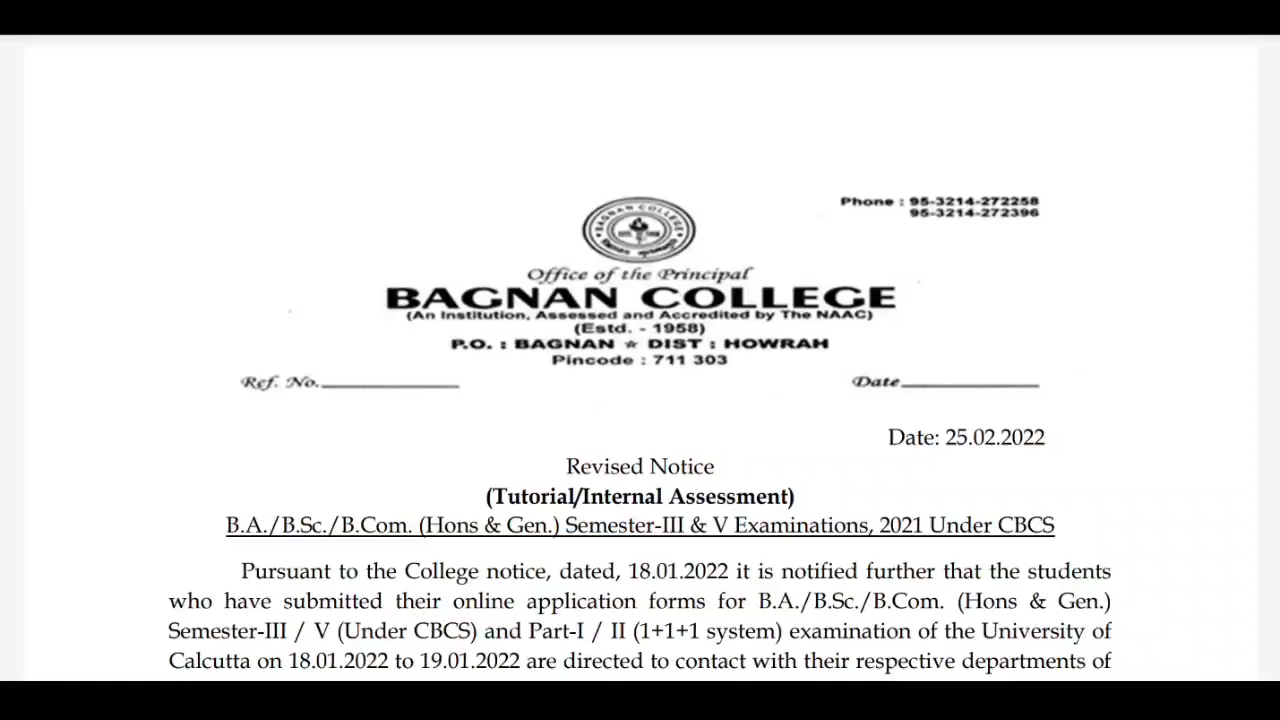 BAGNAN COLLEGE
Phone : 95-3214-272258
95-3214-272396
Office of the Principal
BAGNAN COLLEGE
(An Institution, Assessed and Accredited by The NAAC)
(Estd. - 1958)
P.O. : BAGNAN ☆ DIST : HOWRAH
Pincode : 711 303
Ref. No.
Date
Date: 25.02.2022
Revised Notice
(Tutorial/Internal Assessment)
B.A./B.Sc./B.Com. (Hons & Gen.) Semester-III & V Examinations, 2021 Under CBCS
Pursuant to the College notice, dated, 18.01.2022 it is notified further that the students
who have submitted their online application forms for B.A./B.Sc./B.Com. (Hons & Gen.)
Semester-III / V (Under CBCS) and Part-I / II (1+1+1 system) examination of the University of
Calcutta on 18.01.2022 to 19.01.2022 are directed to contact with their respective departments of